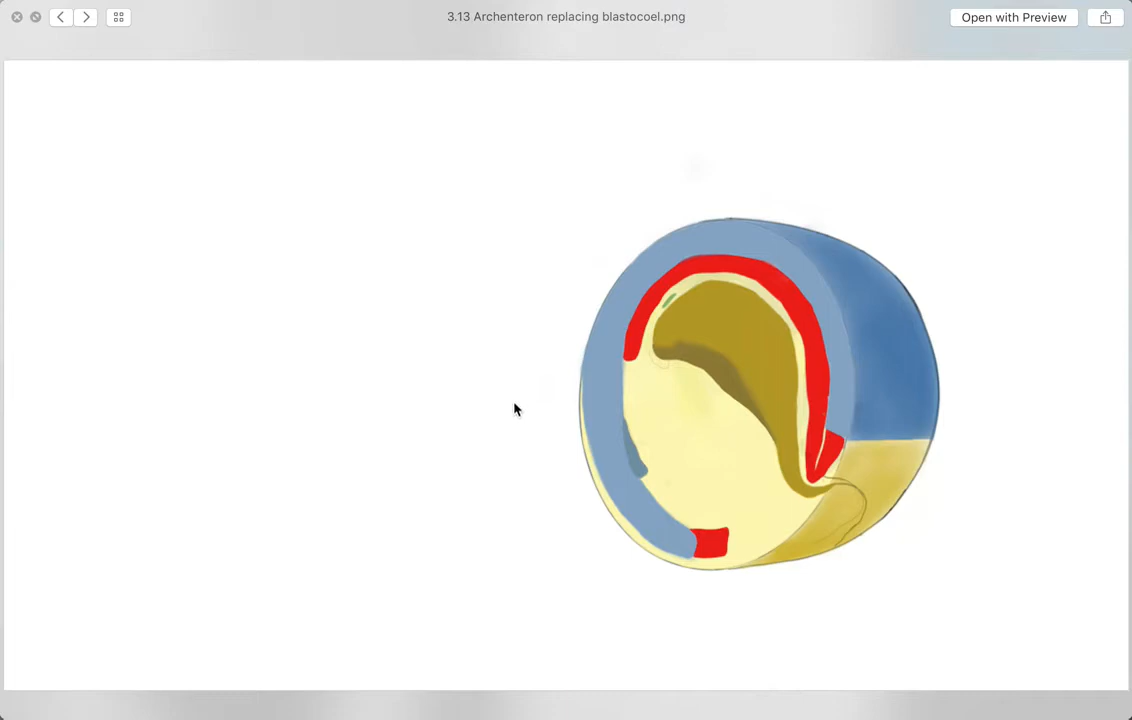 3.13 Archenteron replacing blastocoel.png
Open with Preview